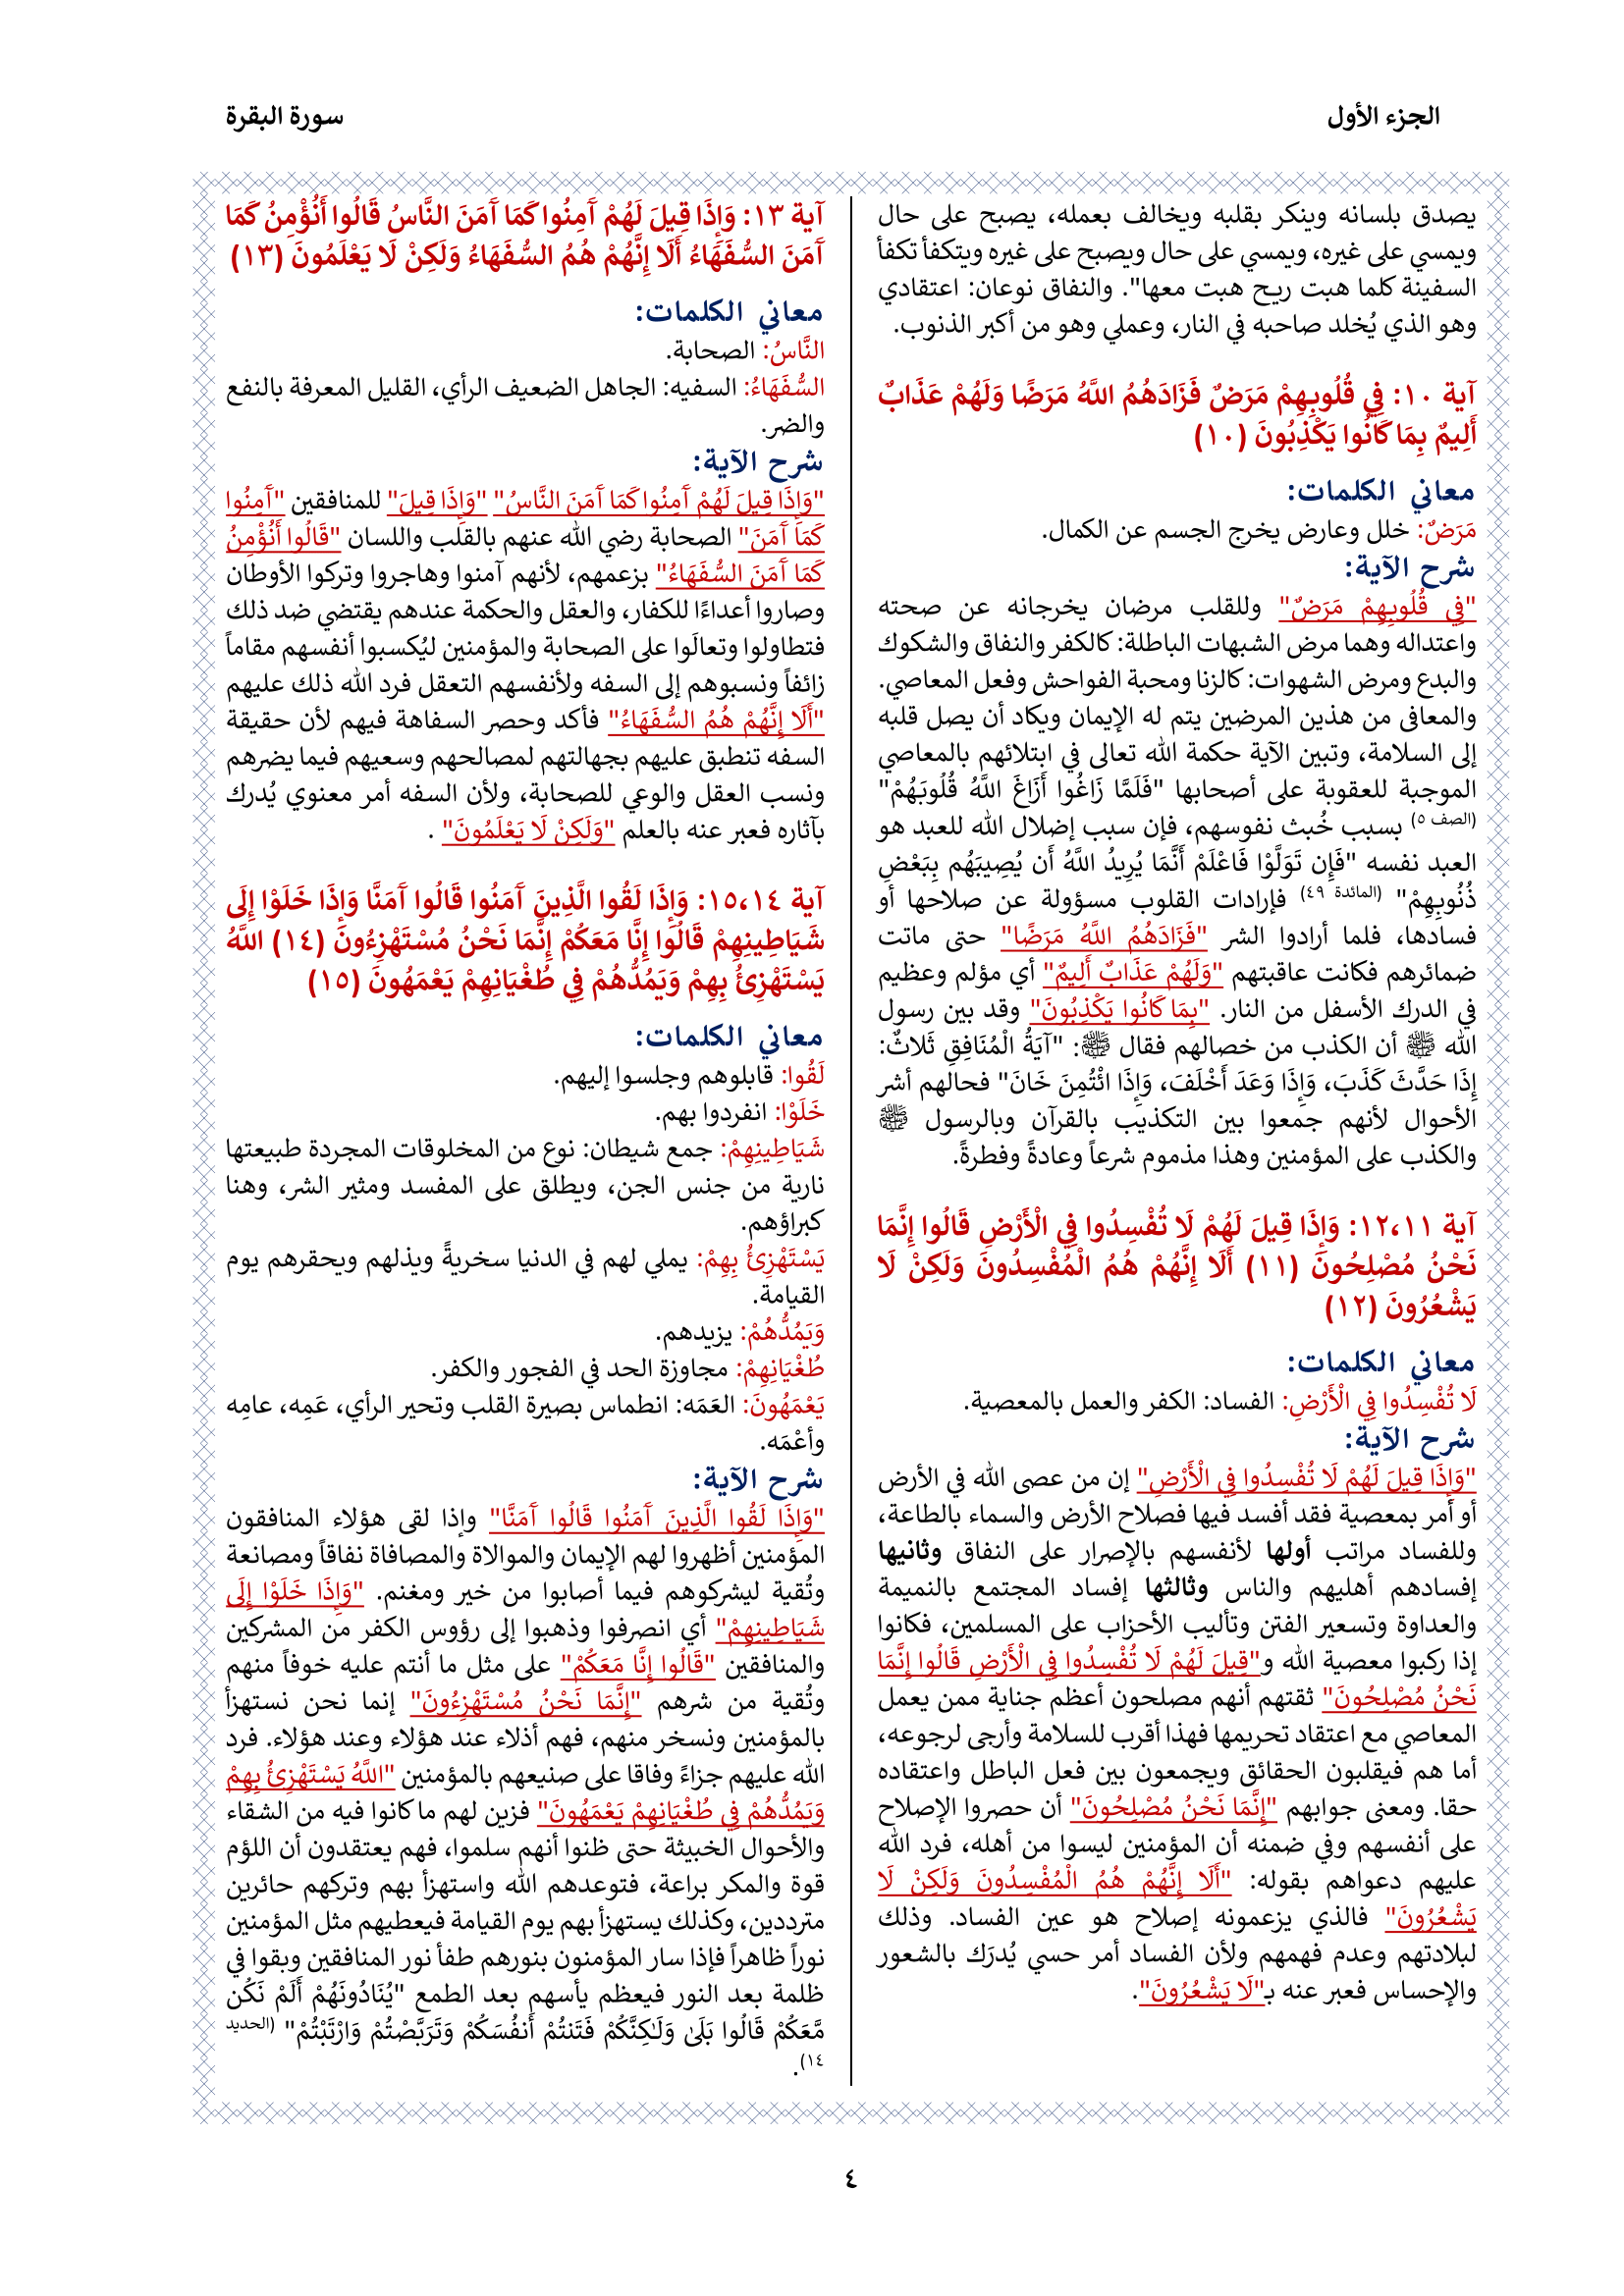 الجزء الأول
سورة البقرة
يصدق بلسانه وينكر بقلبه ويخالف بعمله، يصبح على حال
ويمسي على غيره، ويمسي على حال ويصبح على غيره ويتكفأ تكفأ
السفينة كلما هبت ريح هبت معها". والنفاق نوعان: اعتقادي
وهو الذي يُخلد صاحبه في النار، وعملي وهو من أكبر الذنوب.
آية ١٠: فِي قُلُوبِهِمْ مَرَضٌ فَزَادَهُمُ اللَّهُ مَرَضًا وَلَهُمْ عَذَابٌ
أَلِيمٌ بِمَا كَانُوا يَكْذِبُونَ (١٠)
معاني الكلمات:
مَرَضٌ: خلل وعارض يخرج الجسم عن الكمال.
شرح الآية:
"فِي قُلُوبِهِمْ مَرَضٌ" وللقلب مرضان يخرجانه عن صحته
واعتداله وهما مرض الشبهات الباطلة: كالكفر والنفاق والشكوك
والبدع ومرض الشهوات: كالزنا ومحبة الفواحش وفعل المعاصي.
والمعافى من هذين المرضين يتم له الإيمان ويكاد أن يصل قلبه
إلى السلامة، وتبين الآية حكمة الله تعالى في ابتلائهم بالمعاصي
الموجبة للعقوبة على أصحابها "فَلَمَّا زَاغُوا أَزَاغَ اللَّهُ قُلُوبَهُمْ"
(الصف ٥) بسبب خُبث نفوسهم، فإن سبب إضلال الله للعبد هو
العبد نفسه "فَإِن تَوَلَّوْا فَاعْلَمْ أَنَّمَا يُرِيدُ اللَّهُ أَن يُصِيبَهُم بِبَعْضِ
ذُنُوبِهِمْ" (المائدة ٤٩) فإرادات القلوب مسؤولة عن صلاحها أو
فسادها، فلما أرادوا الشر "فَزَادَهُمُ اللَّهُ مَرَضًا" حتى ماتت
ضمائرهم فكانت عاقبتهم "وَلَهُمْ عَذَابٌ أَلِيمٌ" أي مؤلم وعظيم
في الدرك الأسفل من النار. "بِمَا كَانُوا يَكْذِبُونَ" وقد بين رسول
الله ﷺ أن الكذب من خصالهم فقال ﷺ: "آيَةُ الْمُنَافِقِ ثَلاثٌ:
إِذَا حَدَّثَ كَذَبَ، وَإِذَا وَعَدَ أَخْلَفَ، وَإِذَا ائْتُمِنَ خَانَ" فحالهم أشر
الأحوال لأنهم جمعوا بين التكذيب بالقرآن وبالرسول ﷺ
والكذب على المؤمنين وهذا مذموم شرعاً وعادةً وفطرةً.
آية ١٢،١١: وَإِذَا قِيلَ لَهُمْ لَا تُفْسِدُوا فِي الْأَرْضِ قَالُوا إِنَّمَا
نَحْنُ مُصْلِحُونَ (١١) أَلَا إِنَّهُمْ هُمُ الْمُفْسِدُونَ وَلَكِنْ لَا
يَشْعُرُونَ (١٢)
معاني الكلمات:
لَا تُفْسِدُوا فِي الْأَرْضِ: الفساد: الكفر والعمل بالمعصية.
شرح الآية:
"وَإِذَا قِيلَ لَهُمْ لَا تُفْسِدُوا فِي الْأَرْضِ" إن من عصى الله في الأرض
أو أمر بمعصية فقد أفسد فيها فصلاح الأرض والسماء بالطاعة،
وللفساد مراتب أولها لأنفسهم بالإصرار على النفاق وثانيها
إفسادهم أهليهم والناس وثالثها إفساد المجتمع بالنميمة
والعداوة وتسعير الفتن وتأليب الأحزاب على المسلمين، فكانوا
إذا ركبوا معصية الله و"قِيلَ لَهُمْ لَا تُفْسِدُوا فِي الْأَرْضِ قَالُوا إِنَّمَا
نَحْنُ مُصْلِحُونَ" ثقتهم أنهم مصلحون أعظم جناية ممن يعمل
المعاصي مع اعتقاد تحريمها فهذا أقرب للسلامة وأرجى لرجوعه،
أما هم فيقلبون الحقائق ويجمعون بين فعل الباطل واعتقاده
حقا. ومعنى جوابهم "إِنَّمَا نَحْنُ مُصْلِحُونَ" أن حصروا الإصلاح
على أنفسهم وفي ضمنه أن المؤمنين ليسوا من أهله، فرد الله
عليهم دعواهم بقوله: "أَلَا إِنَّهُمْ هُمُ الْمُفْسِدُونَ وَلَكِنْ لَا
يَشْعُرُونَ" فالذي يزعمونه إصلاح هو عين الفساد. وذلك
لبلادتهم وعدم فهمهم ولأن الفساد أمر حسي يُدرَك بالشعور
والإحساس فعبر عنه بـ"لَا يَشْعُرُونَ".
آية ١٣: وَإِذَا قِيلَ لَهُمْ آمِنُوا كَمَا آمَنَ النَّاسُ قَالُوا أَنُؤْمِنُ كَمَا
آمَنَ السُّفَهَاءُ أَلَا إِنَّهُمْ هُمُ السُّفَهَاءُ وَلَكِنْ لَا يَعْلَمُونَ (١٣)
معاني الكلمات:
النَّاسُ: الصحابة.
السُّفَهَاءُ: السفيه: الجاهل الضعيف الرأي، القليل المعرفة بالنفع
والضر.
شرح الآية:
"وَإِذَا قِيلَ لَهُمْ آمِنُوا كَمَا آمَنَ النَّاسُ" "وَإِذَا قِيلَ" للمنافقين "آمِنُوا
كَمَا آمَنَ" الصحابة رضي الله عنهم بالقلب واللسان "قَالُوا أَنُؤْمِنُ
كَمَا آمَنَ السُّفَهَاءُ" بزعمهم، لأنهم آمنوا وهاجروا وتركوا الأوطان
وصاروا أعداءًا للكفار، والعقل والحكمة عندهم يقتضي ضد ذلك
فتطاولوا وتعالَوا على الصحابة والمؤمنين ليُكسبوا أنفسهم مقاماً
زائفاً ونسبوهم إلى السفه ولأنفسهم التعقل فرد الله ذلك عليهم
"أَلَا إِنَّهُمْ هُمُ السُّفَهَاءُ" فأكد وحصر السفاهة فيهم لأن حقيقة
السفه تنطبق عليهم بجهالتهم لمصالحهم وسعيهم فيما يضرهم
ونسب العقل والوعي للصحابة، ولأن السفه أمر معنوي يُدرك
بآثاره فعبر عنه بالعلم "وَلَكِنْ لَا يَعْلَمُونَ" .
آية ١٥،١٤: وَإِذَا لَقُوا الَّذِينَ آمَنُوا قَالُوا آمَنَّا وَإِذَا خَلَوْا إِلَى
شَيَاطِينِهِمْ قَالُوا إِنَّا مَعَكُمْ إِنَّمَا نَحْنُ مُسْتَهْزِءُونَ (١٤) اللَّهُ
يَسْتَهْزِئُ بِهِمْ وَيَمُدُّهُمْ فِي طُغْيَانِهِمْ يَعْمَهُونَ (١٥)
معاني الكلمات:
لَقُوا: قابلوهم وجلسوا إليهم.
خَلَوْا: انفردوا بهم.
شَيَاطِينِهِمْ: جمع شيطان: نوع من المخلوقات المجردة طبيعتها
نارية من جنس الجن، ويطلق على المفسد ومثير الشر، وهنا
كبراؤهم.
يَسْتَهْزِئُ بِهِمْ: يملي لهم في الدنيا سخريةً ويذلهم ويحقرهم يوم
القيامة.
وَيَمُدُّهُمْ: يزيدهم.
طُغْيَانِهِمْ: مجاوزة الحد في الفجور والكفر.
يَعْمَهُونَ: العَمَه: انطماس بصيرة القلب وتحير الرأي، عَمِه، عامِه
وأعْمَه.
شرح الآية:
"وَإِذَا لَقُوا الَّذِينَ آمَنُوا قَالُوا آمَنَّا" وإذا لقى هؤلاء المنافقون
المؤمنين أظهروا لهم الإيمان والموالاة والمصافاة نفاقاً ومصانعة
وتُقية ليشركوهم فيما أصابوا من خير ومغنم. "وَإِذَا خَلَوْا إِلَى
شَيَاطِينِهِمْ" أي انصرفوا وذهبوا إلى رؤوس الكفر من المشركين
والمنافقين "قَالُوا إِنَّا مَعَكُمْ" على مثل ما أنتم عليه خوفاً منهم
وتُقية من شرهم "إِنَّمَا نَحْنُ مُسْتَهْزِءُونَ" إنما نحن نستهزأ
بالمؤمنين ونسخر منهم، فهم أذلاء عند هؤلاء وعند هؤلاء. فرد
الله عليهم جزاءً وفاقا على صنيعهم بالمؤمنين "اللَّهُ يَسْتَهْزِئُ بِهِمْ
وَيَمُدُّهُمْ فِي طُغْيَانِهِمْ يَعْمَهُونَ" فزين لهم ما كانوا فيه من الشقاء
والأحوال الخبيثة حتى ظنوا أنهم سلموا، فهم يعتقدون أن اللؤم
قوة والمكر براعة، فتوعدهم الله واستهزأ بهم وتركهم حائرين
مترددين، وكذلك يستهزأ بهم يوم القيامة فيعطيهم مثل المؤمنين
نوراً ظاهراً فإذا سار المؤمنون بنورهم طفأ نور المنافقين وبقوا في
ظلمة بعد النور فيعظم يأسهم بعد الطمع "يُنَادُونَهُمْ أَلَمْ نَكُن
مَّعَكُمْ قَالُوا بَلَىٰ وَلَٰكِنَّكُمْ فَتَنتُمْ أَنفُسَكُمْ وَتَرَبَّصْتُمْ وَارْتَبْتُمْ" (الحديد
١٤).
٤